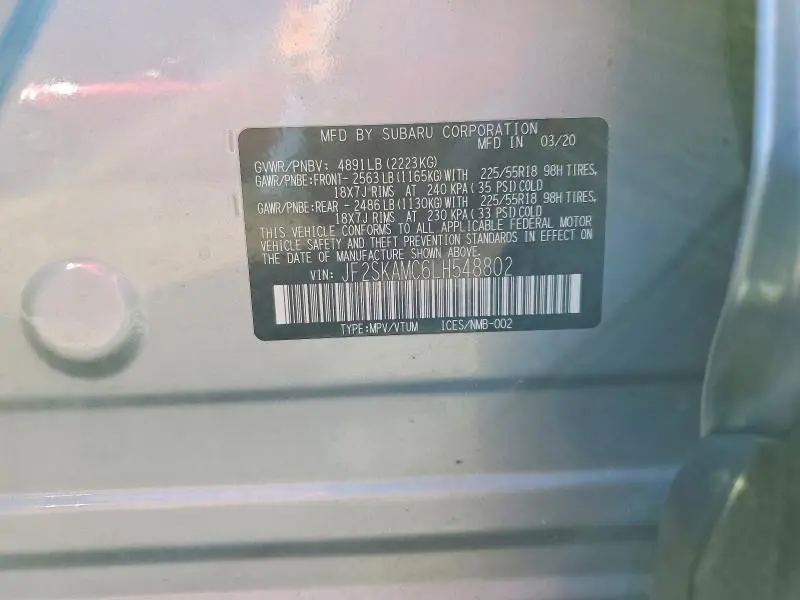 MFD BY SUBARU CORPORATION
MFD IN 03/20
GVWR/PNBV: 4891LB (2223KG)
GAWR/PNBE:FRONT- 2563LB (1165KG) WITH 225/55R18 98H TIRES,
18X7J RIMS AT 240 KPA (35 PSI) COLD
GAWR/PNBE:REAR - 2486LB (1130KG) WITH 225/55R18 98H TIRES,
18X7J RIMS AT 230 KPA (33 PSI) COLD
THIS VEHICLE CONFORMS TO ALL APPLICABLE FEDERAL MOTOR
VEHICLE SAFETY AND THEFT PREVENTION STANDARDS IN EFFECT ON
THE DATE OF MANUFACTURE SHOWN ABOVE.
VIN: JF2SKAMC6LH548802
TYPE:MPV/VTUM ICES/NMB-002